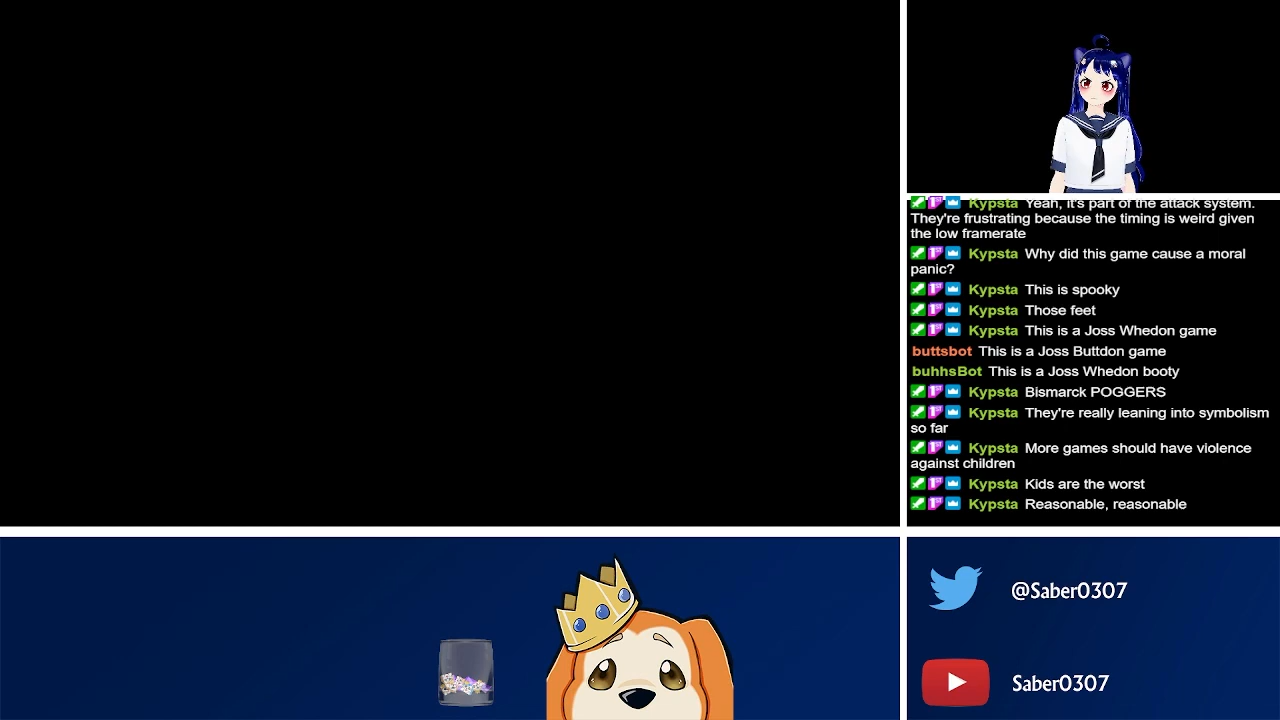 Kypsta Yeah, it's part of the attack system.
They're frustrating because the timing is weird given
the low framerate
Kypsta Why did this game cause a moral
panic?
Kypsta This is spooky
Kypsta Those feet
Kypsta This is a Joss Whedon game
buttsbot This is a Joss Buttdon game
buhhsBot This is a Joss Whedon booty
Kypsta Bismarck POGGERS
Kypsta They're really leaning into symbolism
so far
Kypsta More games should have violence
against children
Kypsta Kids are the worst
Kypsta Reasonable, reasonable
@Saber0307
Saber0307